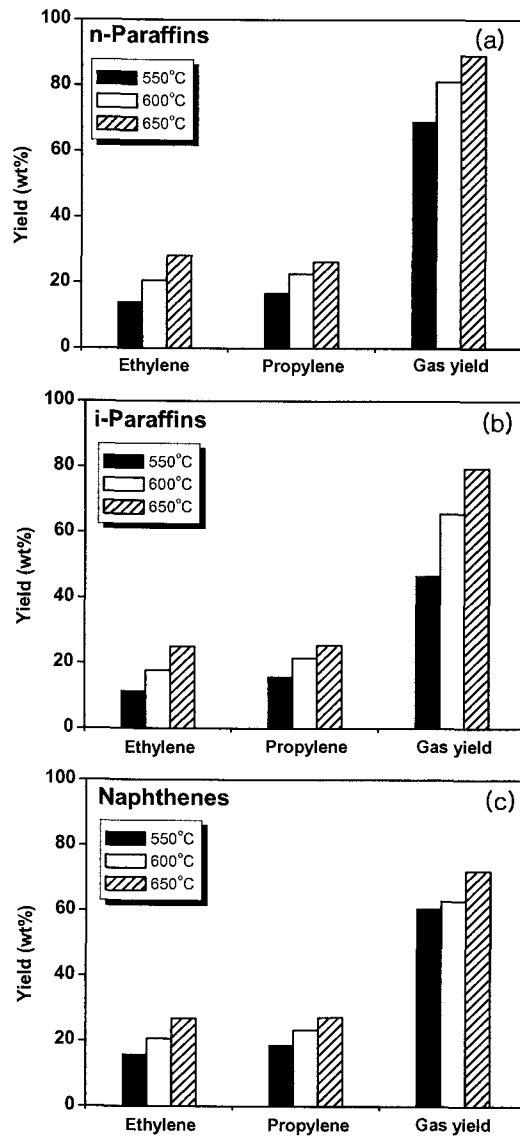 n-Paraffins
(a)
550°C
600°C
650°C
Yield (wt%)
100
80
60
40
20
0
Ethylene Propylene Gas yield
i-Paraffins
(b)
550°C
600°C
650°C
Yield (wt%)
100
80
60
40
20
0
Ethylene Propylene Gas yield
Naphthenes
(c)
550°C
600°C
650°C
Yield (wt%)
100
80
60
40
20
0
Ethylene Propylene Gas yield